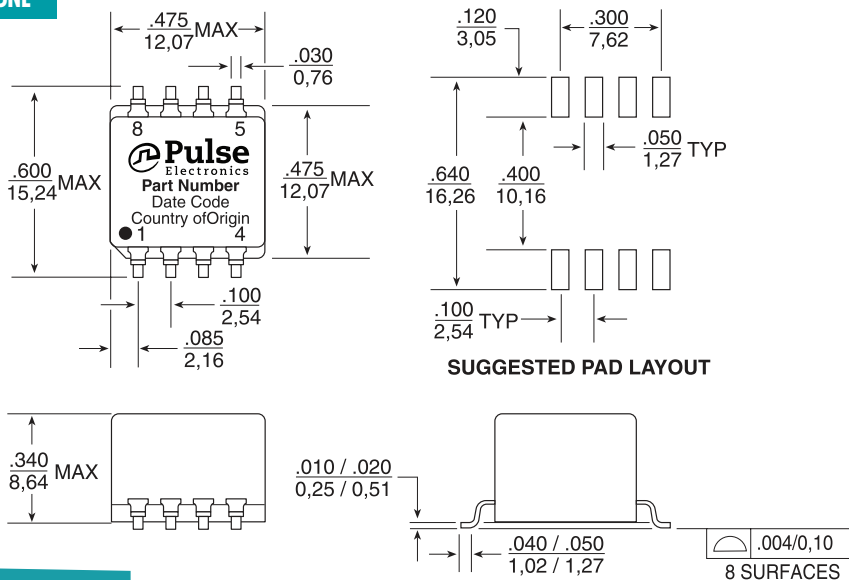 ONE
.475
12,07 MAX
.030
0,76
.600
15,24 MAX
8 5
Pulse
Electronics
Part Number
Date Code
Country ofOrigin
1 4
.475
12,07 MAX
.100
2,54
.085
2,16
.120
3,05
.300
7,62
.050
1,27 TYP
.640
16,26
.400
10,16
.100
2,54 TYP
SUGGESTED PAD LAYOUT
.340
8,64 MAX
.010 / .020
0,25 / 0,51
.040 / .050
1,02 / 1,27
.004/0,10
8 SURFACES